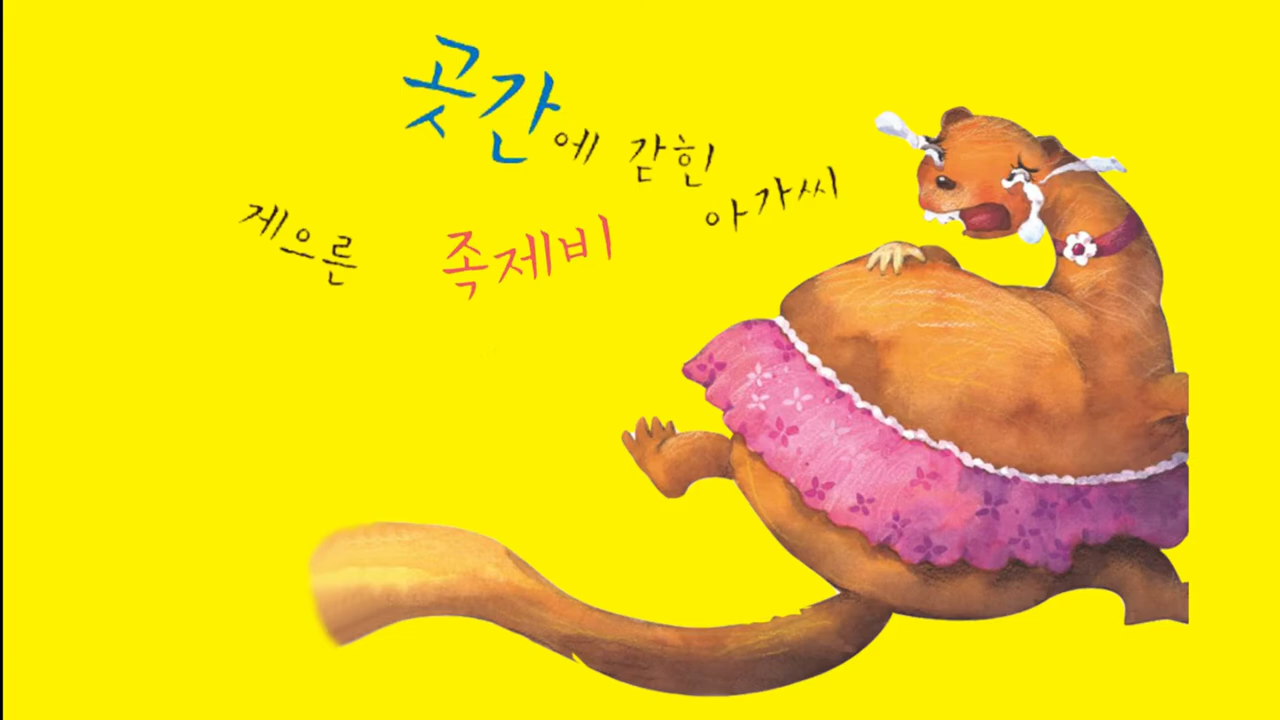 곳간에 갇힌
아가씨
게으른 족제비